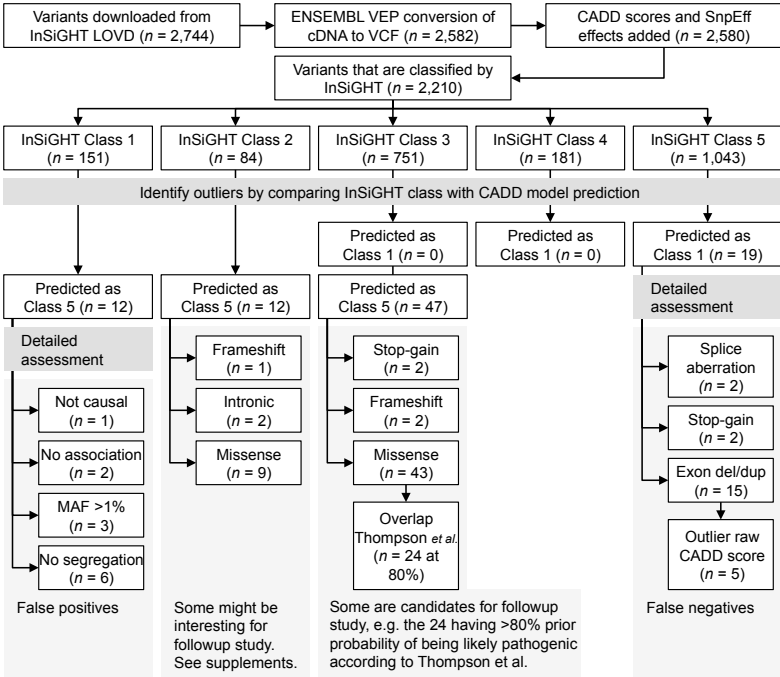 Variants downloaded from
InSiGHT LOVD (n = 2,744)
ENSEMBL VEP conversion of
cDNA to VCF (n = 2,582)
CADD scores and SnpEff
effects added (n = 2,580)
Variants that are classified by
InSiGHT (n = 2,210)
InSiGHT Class 1
(n = 151)
InSiGHT Class 2
(n = 84)
InSiGHT Class 3
(n = 751)
InSiGHT Class 4
(n = 181)
InSiGHT Class 5
(n = 1,043)
Identify outliers by comparing InSiGHT class with CADD model prediction
Predicted as
Class 1 (n = 0)
Predicted as
Class 1 (n = 0)
Predicted as
Class 1 (n = 19)
Predicted as
Class 5 (n = 12)
Predicted as
Class 5 (n = 12)
Predicted as
Class 5 (n = 47)
Detailed
assessment
Not causal
(n = 1)
No association
(n = 2)
MAF >1%
(n = 3)
No segregation
(n = 6)
False positives
Frameshift
(n = 1)
Intronic
(n = 2)
Missense
(n = 9)
Some might be
interesting for
followup study.
See supplements.
Stop-gain
(n = 2)
Frameshift
(n = 2)
Missense
(n = 43)
Overlap
Thompson et al.
(n = 24 at
80%)
Some are candidates for followup
study, e.g. the 24 having >80% prior
probability of being likely pathogenic
according to Thompson et al.
Detailed
assessment
Splice
aberration
(n = 2)
Stop-gain
(n = 2)
Exon del/dup
(n = 15)
Outlier raw
CADD score
(n = 5)
False negatives